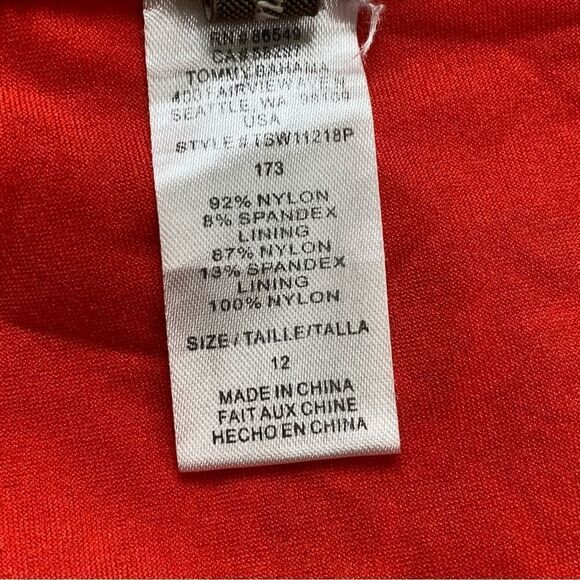 RN # 86549
CA #
TOMMY BAHAMA
SEATTLE, WA
USA
STYLE # TSW11218P
173
92% NYLON
8% SPANDEX
LINING
87% NYLON
13% SPANDEX
LINING
100% NYLON
SIZE / TAILLE/TALLA
12
MADE IN CHINA
FAIT AUX CHINE
HECHO EN CHINA